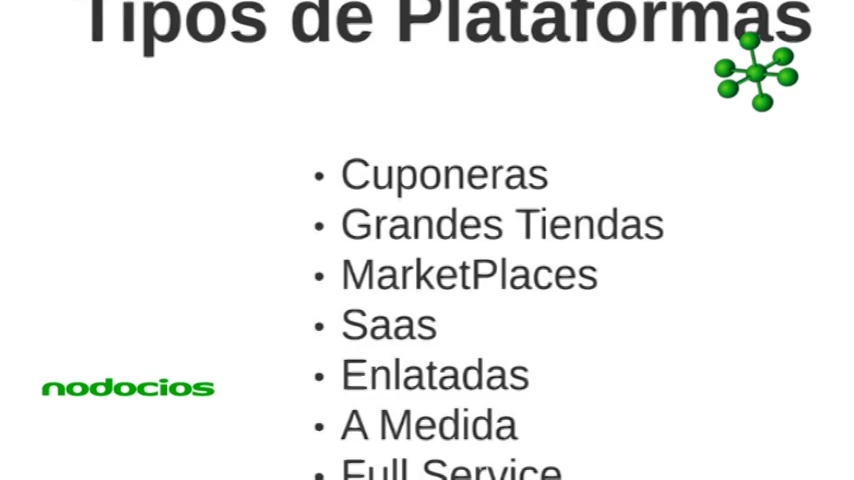 Tipos de Plataformas
• Cuponeras
• Grandes Tiendas
• MarketPlaces
• Saas
• Enlatadas
nodocios
• A Medida
• Full Service